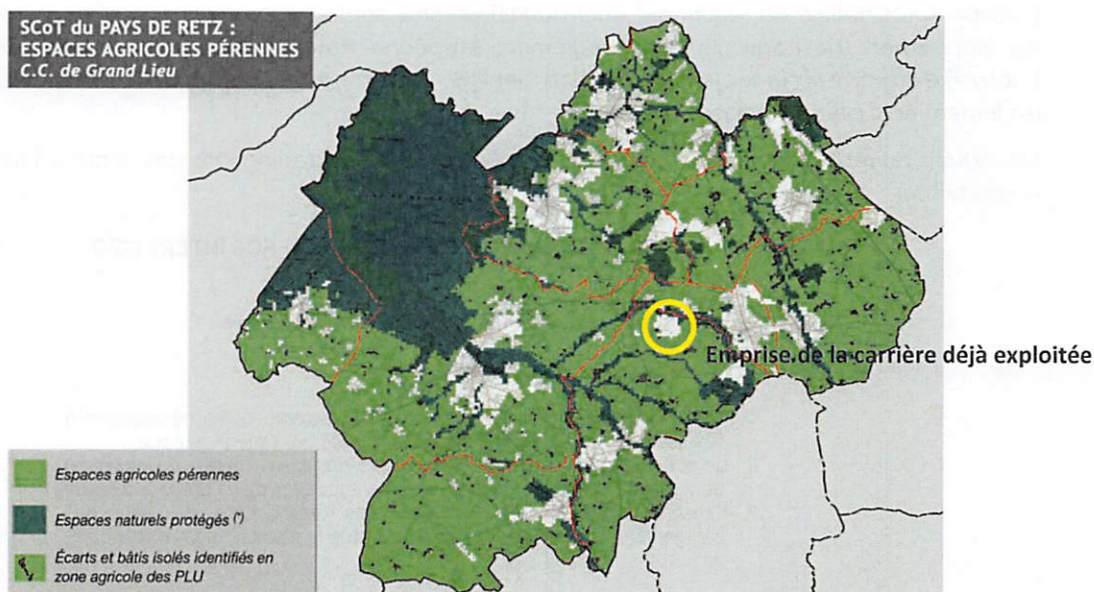 SCoT du PAYS DE RETZ :
ESPACES AGRICOLES PÉRENNES
C.C. de Grand Lieu
Emprise de la carrière déjà exploitée
Espaces agricoles pérennes
Espaces naturels protégés (*)
Écarts et bâtis isolés identifiés en
zone agricole des PLU